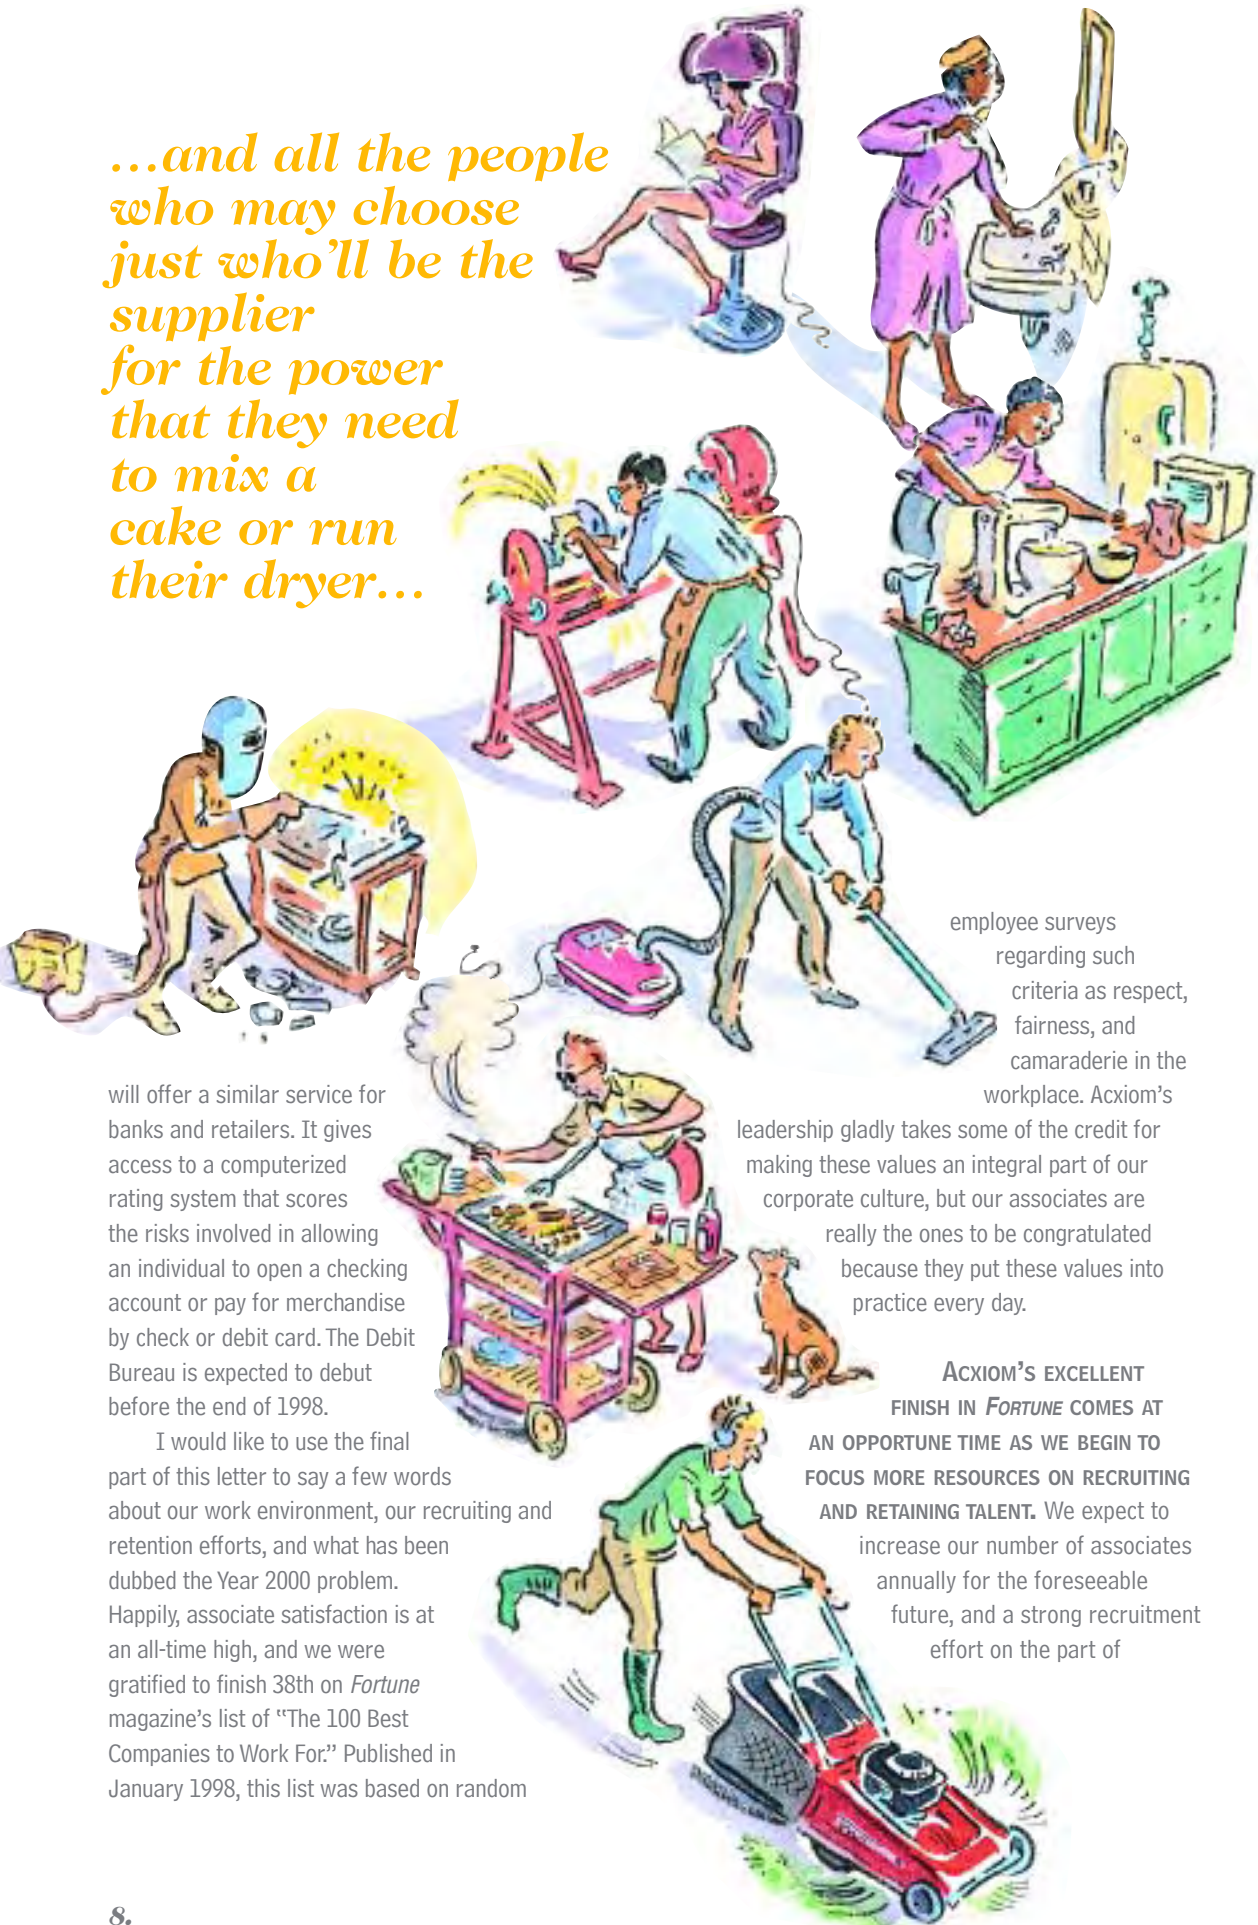 …and all the people
who may choose
just who’ll be the
supplier
for the power
that they need
to mix a
cake or run
their dryer…
will offer a similar service for
banks and retailers. It gives
access to a computerized
rating system that scores
the risks involved in allowing
an individual to open a checking
account or pay for merchandise
by check or debit card. The Debit
Bureau is expected to debut
before the end of 1998.
I would like to use the final
part of this letter to say a few words
about our work environment, our recruiting and
retention efforts, and what has been
dubbed the Year 2000 problem.
Happily, associate satisfaction is at
an all-time high, and we were
gratified to finish 38th on Fortune
magazine’s list of “The 100 Best
Companies to Work For.” Published in
January 1998, this list was based on random
employee surveys
regarding such
criteria as respect,
fairness, and
camaraderie in the
workplace. Acxiom’s
leadership gladly takes some of the credit for
making these values an integral part of our
corporate culture, but our associates are
really the ones to be congratulated
because they put these values into
practice every day.
ACXIOM’S EXCELLENT
FINISH IN FORTUNE COMES AT
AN OPPORTUNE TIME AS WE BEGIN TO
FOCUS MORE RESOURCES ON RECRUITING
AND RETAINING TALENT. We expect to
increase our number of associates
annually for the foreseeable
future, and a strong recruitment
effort on the part of
8.